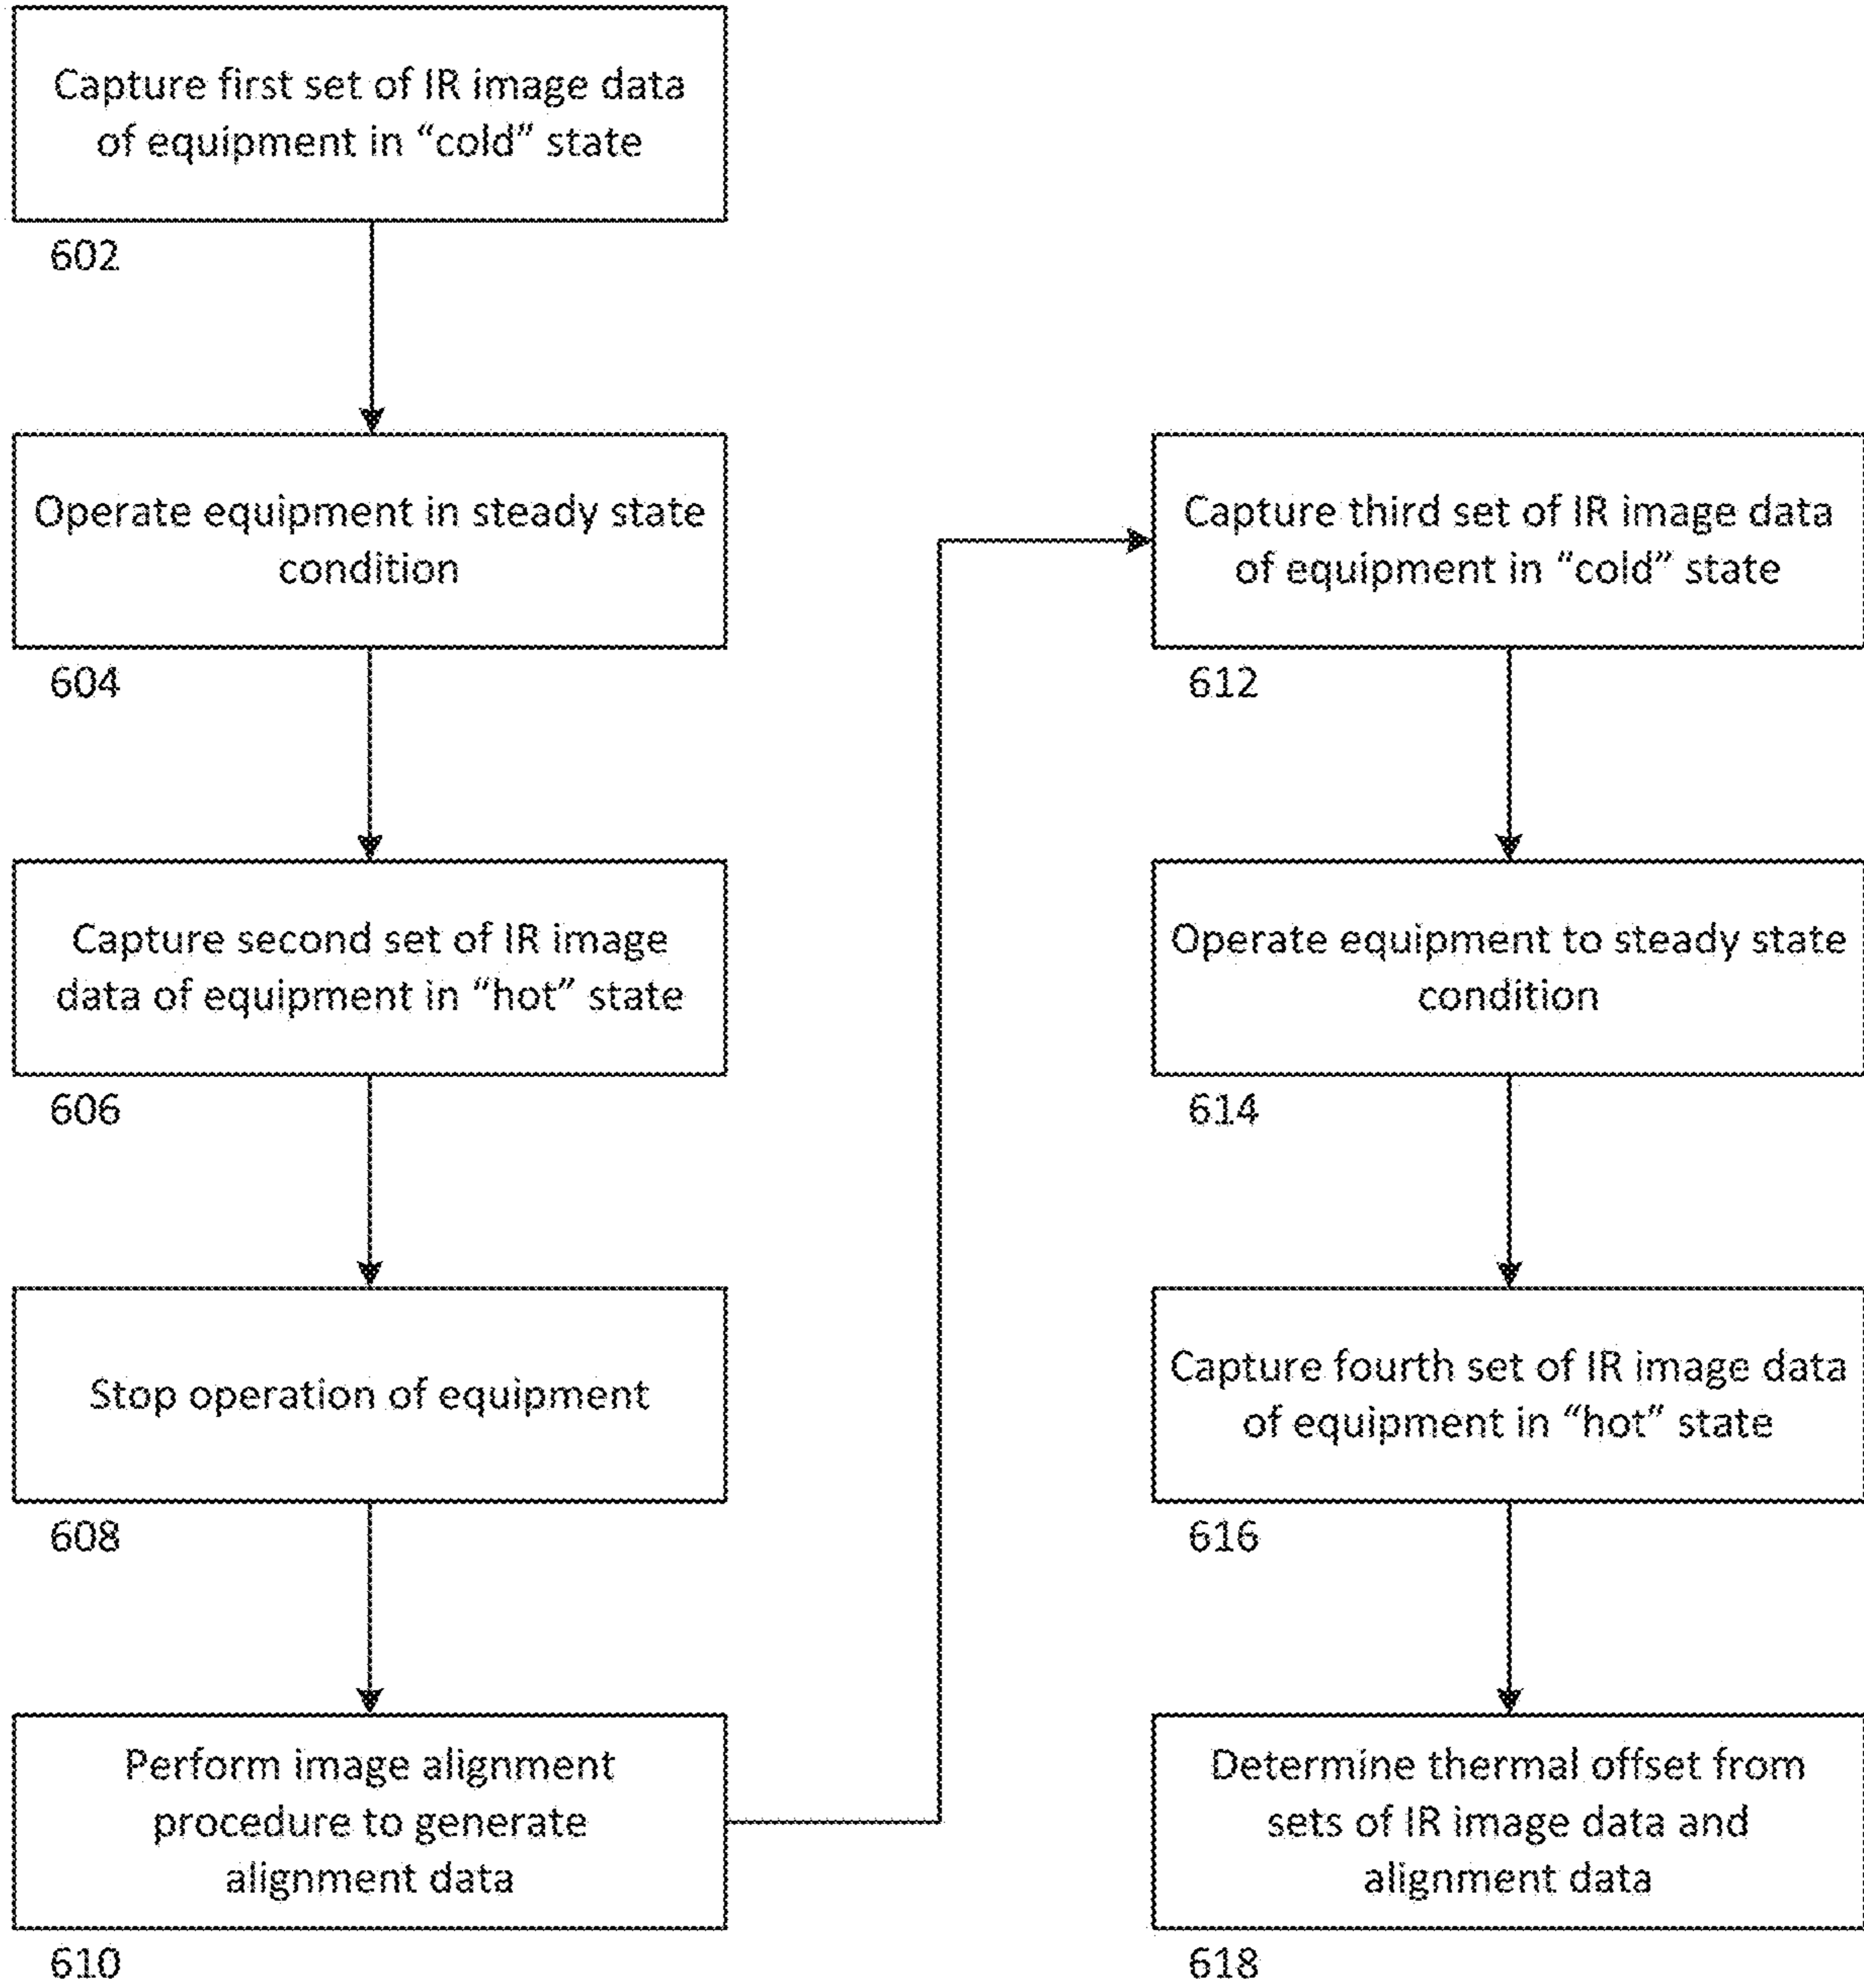 Capture first set of IR image data
of equipment in “cold” state
602
Operate equipment in steady state
condition
604
Capture second set of IR image
data of equipment in “hot” state
606
Stop operation of equipment
608
Perform image alignment
procedure to generate
alignment data
610
Capture third set of IR image data
of equipment in “cold” state
612
Operate equipment to steady state
condition
614
Capture fourth set of IR image data
of equipment in “hot” state
616
Determine thermal offset from
sets of IR image data and
alignment data
618